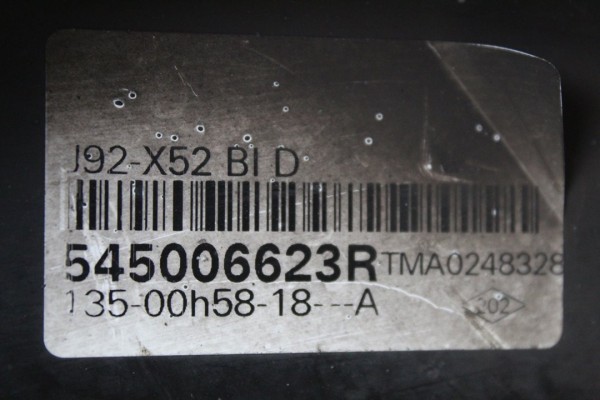 J92-X52 BI D
545006623R TMA0248328
135-00h58-18---A
202